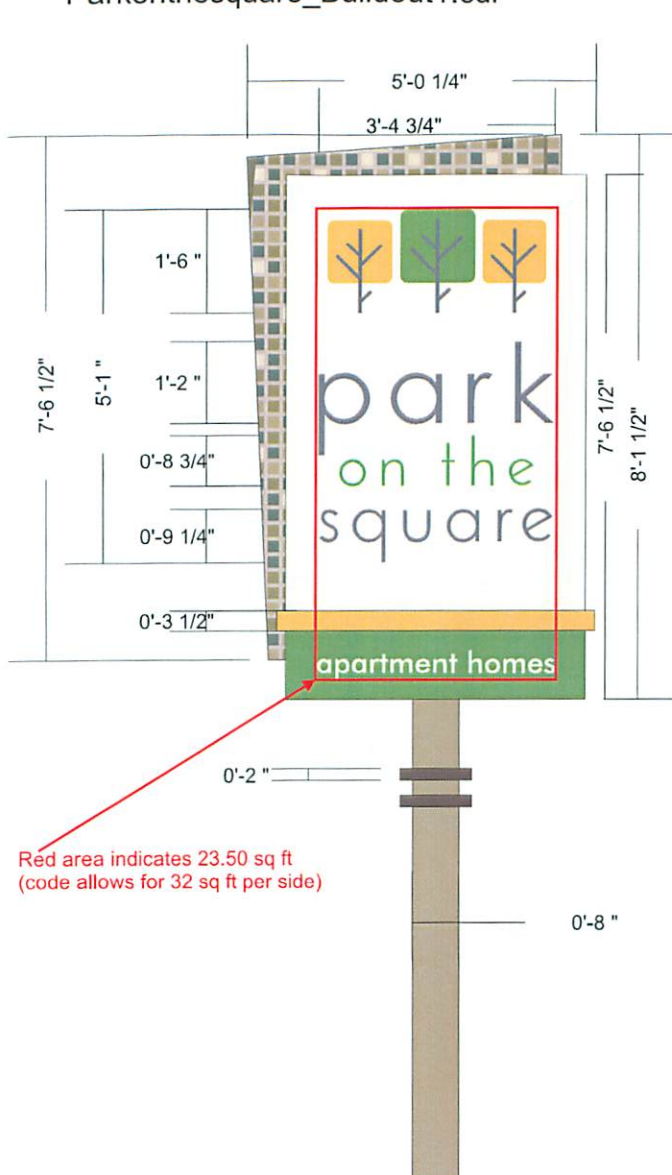 5'-0 1/4"
3'-4 3/4"
1'-6 "
1'-2 "
0'-8 3/4"
0'-9 1/4"
0'-3 1/2"
7'-6 1/2"
5'-1 "
park
on the
square
apartment homes
7'-6 1/2"
8'-1 1/2"
0'-2 "
Red area indicates 23.50 sq ft
(code allows for 32 sq ft per side)
0'-8 "